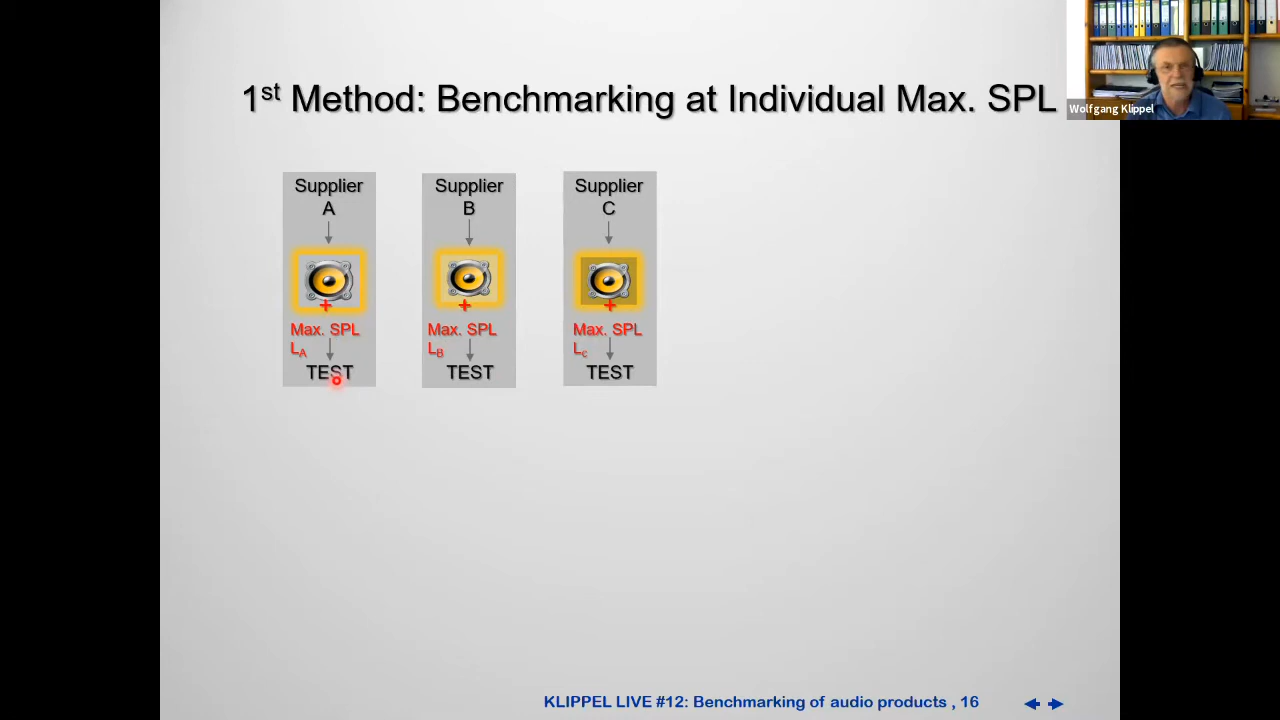 1st Method: Benchmarking at Individual Max. SPL
Wolfgang Klippel
Supplier
A
Max. SPL
LA
TEST
Supplier
B
Max. SPL
LB
TEST
Supplier
C
Max. SPL
Lc
TEST
KLIPPEL LIVE #12: Benchmarking of audio products , 16